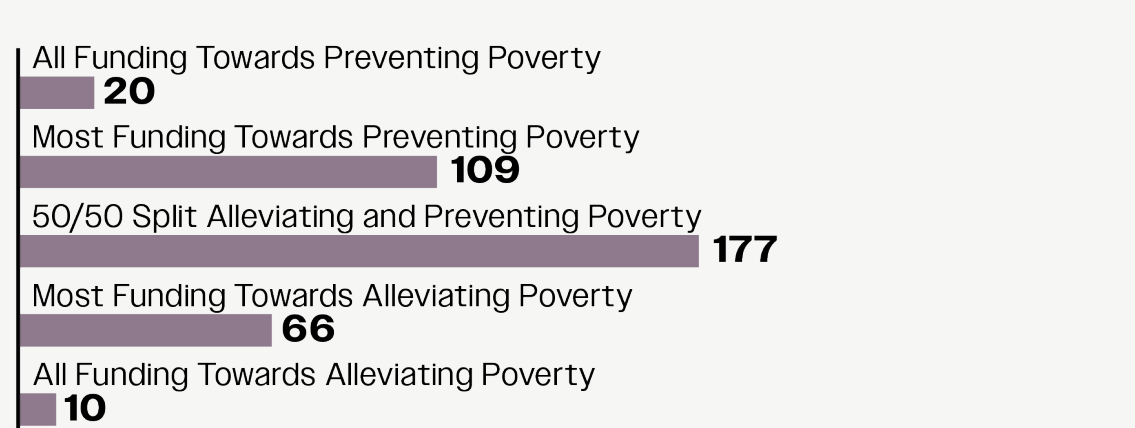 All Funding Towards Preventing Poverty
20
Most Funding Towards Preventing Poverty
109
50/50 Split Alleviating and Preventing Poverty
177
Most Funding Towards Alleviating Poverty
66
All Funding Towards Alleviating Poverty
10